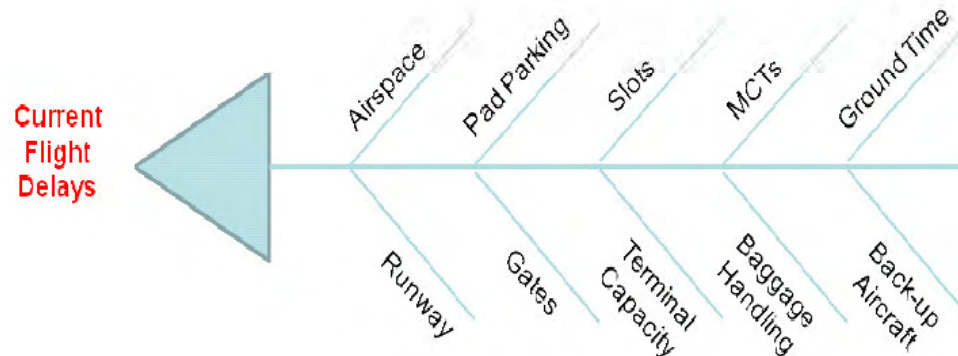 Current
Flight
Delays
Airspace
Pad Parking
Slots
MCTs
Ground Time
Runway
Gates
Terminal
Capacity
Baggage
Handling
Back-up
Aircraft